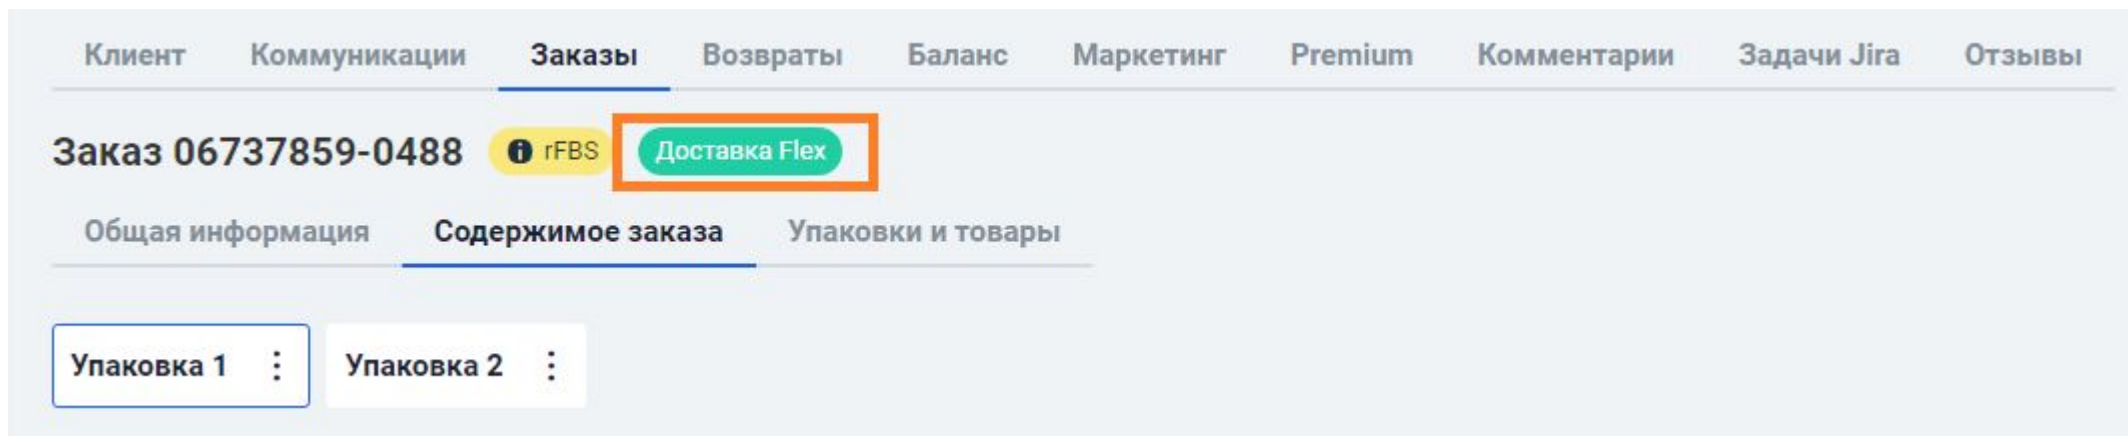 Клиент Коммуникации Заказы Возвраты Баланс Маркетинг Premium Комментарии Задачи Jira Отзывы
Заказ 06737859-0488 rFBS Доставка Flex
Общая информация Содержимое заказа Упаковки и товары
Упаковка 1 Упаковка 2